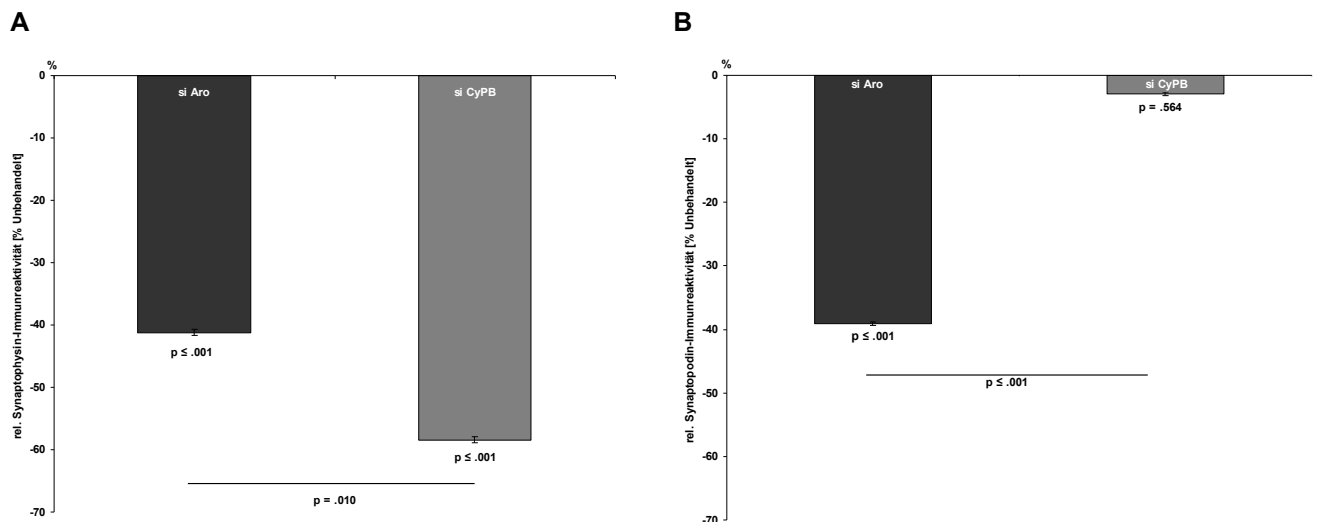 A
%
0
-10
-20
-30
-40
-50
-60
-70
rel. Synaptophysin-Immunreaktivität [% Unbehandelt]
si Aro
si CyPB
p ≤ .001
p ≤ .001
p = .010
B
%
0
-10
-20
-30
-40
-50
-60
-70
rel. Synaptopodin-Immunreaktivität [% Unbehandelt]
si Aro
si CyPB
p = .564
p ≤ .001
p ≤ .001